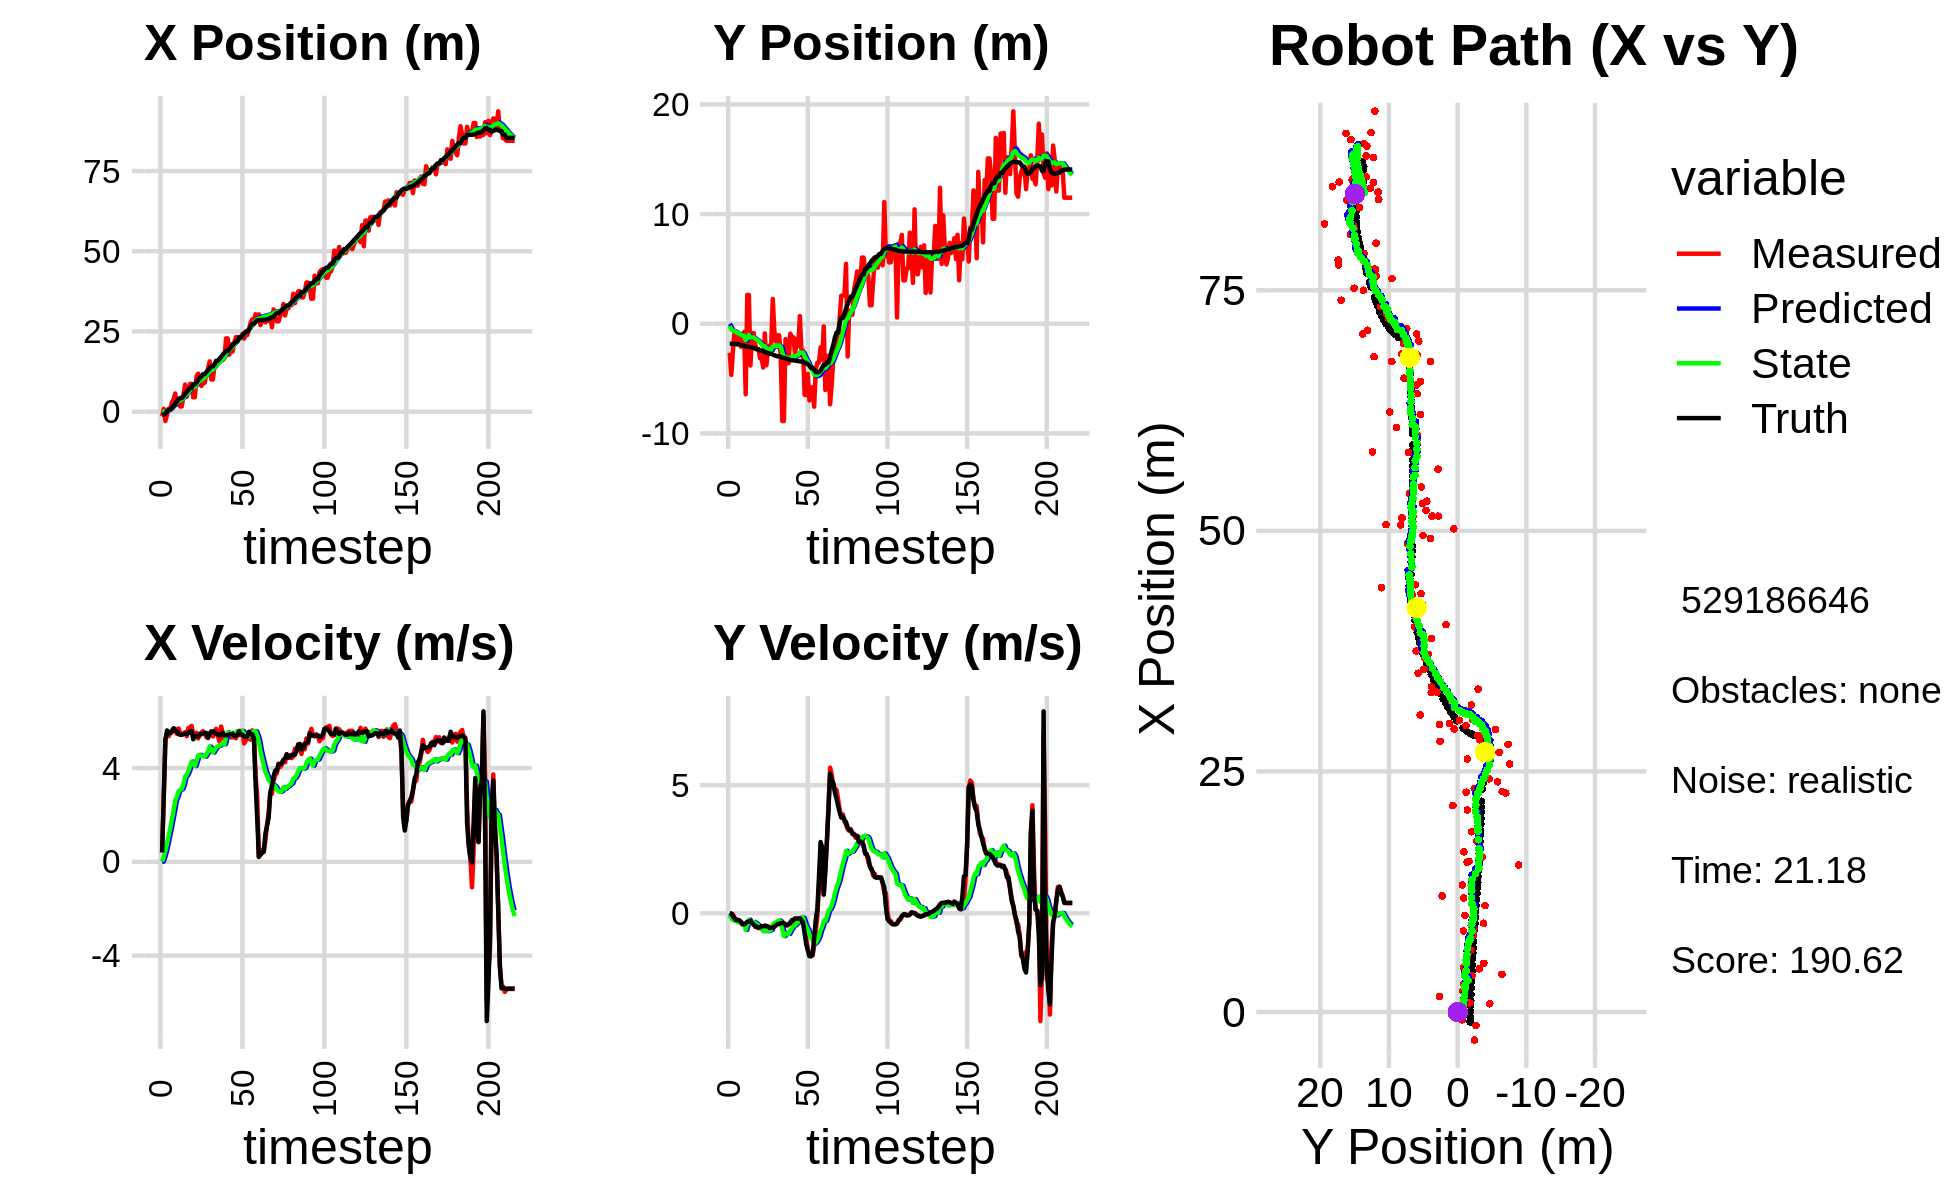 X Position (m)
75
50
25
0
0
50
100
150
200
timestep
Y Position (m)
20
10
0
-10
0
50
100
150
200
timestep
X Velocity (m/s)
4
0
-4
0
50
100
150
200
timestep
Y Velocity (m/s)
5
0
0
50
100
150
200
timestep
Robot Path (X vs Y)
X Position (m)
75
50
25
0
20 10 0 -10 -20
Y Position (m)
variable
Measured
Predicted
State
Truth
529186646
Obstacles: none
Noise: realistic
Time: 21.18
Score: 190.62